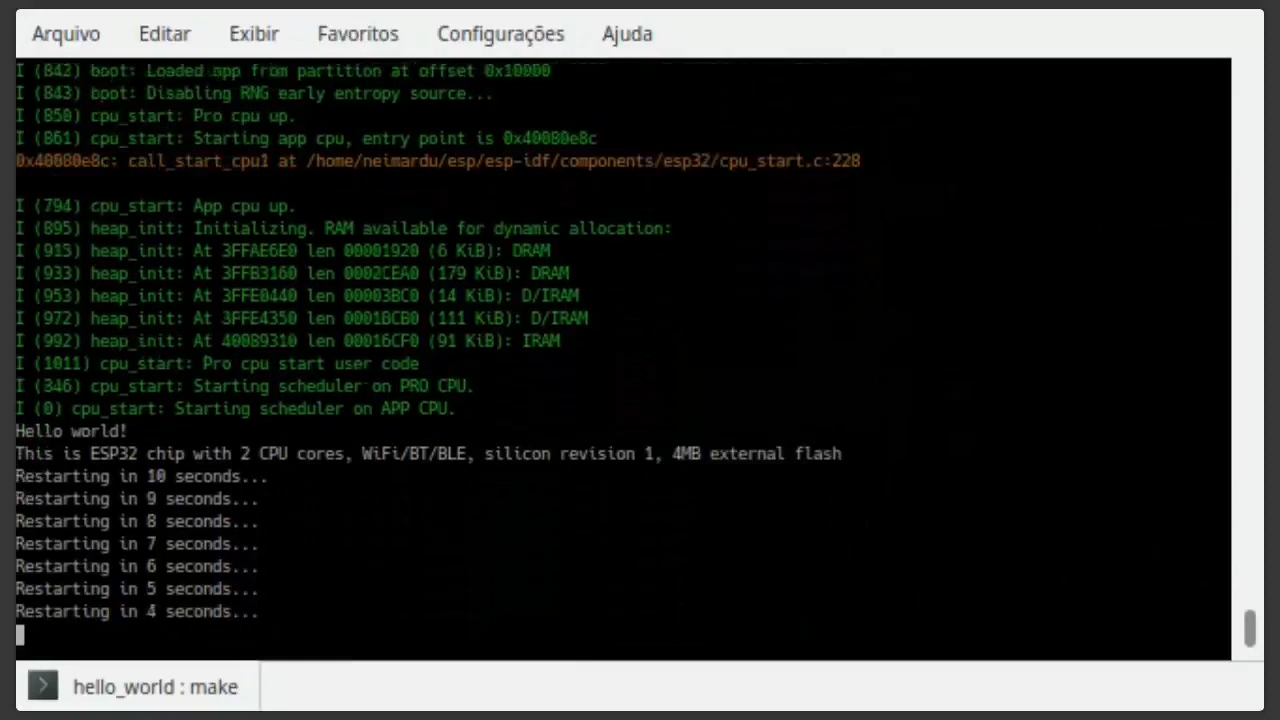 Arquivo Editar Exibir Favoritos Configurações Ajuda
I (842) boot: Loaded app from partition at offset 0x10000
I (843) boot: Disabling RNG early entropy source...
I (850) cpu_start: Pro cpu up.
I (861) cpu_start: Starting app cpu, entry point is 0x40080e8c
0x40080e8c: call_start_cpu1 at /home/neimardu/esp/esp-idf/components/esp32/cpu_start.c:228
I (794) cpu_start: App cpu up.
I (895) heap_init: Initializing. RAM available for dynamic allocation:
I (915) heap_init: At 3FFAE6E0 len 00001920 (6 KiB): DRAM
I (933) heap_init: At 3FFB3160 len 0002CEA0 (179 KiB): DRAM
I (953) heap_init: At 3FFE0440 len 00003BC0 (14 KiB): D/IRAM
I (972) heap_init: At 3FFE4350 len 0001BCB0 (111 KiB): D/IRAM
I (992) heap_init: At 40089310 len 00016CF0 (91 KiB): IRAM
I (1011) cpu_start: Pro cpu start user code
I (346) cpu_start: Starting scheduler on PRO CPU.
I (0) cpu_start: Starting scheduler on APP CPU.
Hello world!
This is ESP32 chip with 2 CPU cores, WiFi/BT/BLE, silicon revision 1, 4MB external flash
Restarting in 10 seconds...
Restarting in 9 seconds...
Restarting in 8 seconds...
Restarting in 7 seconds...
Restarting in 6 seconds...
Restarting in 5 seconds...
Restarting in 4 seconds...
hello_world : make